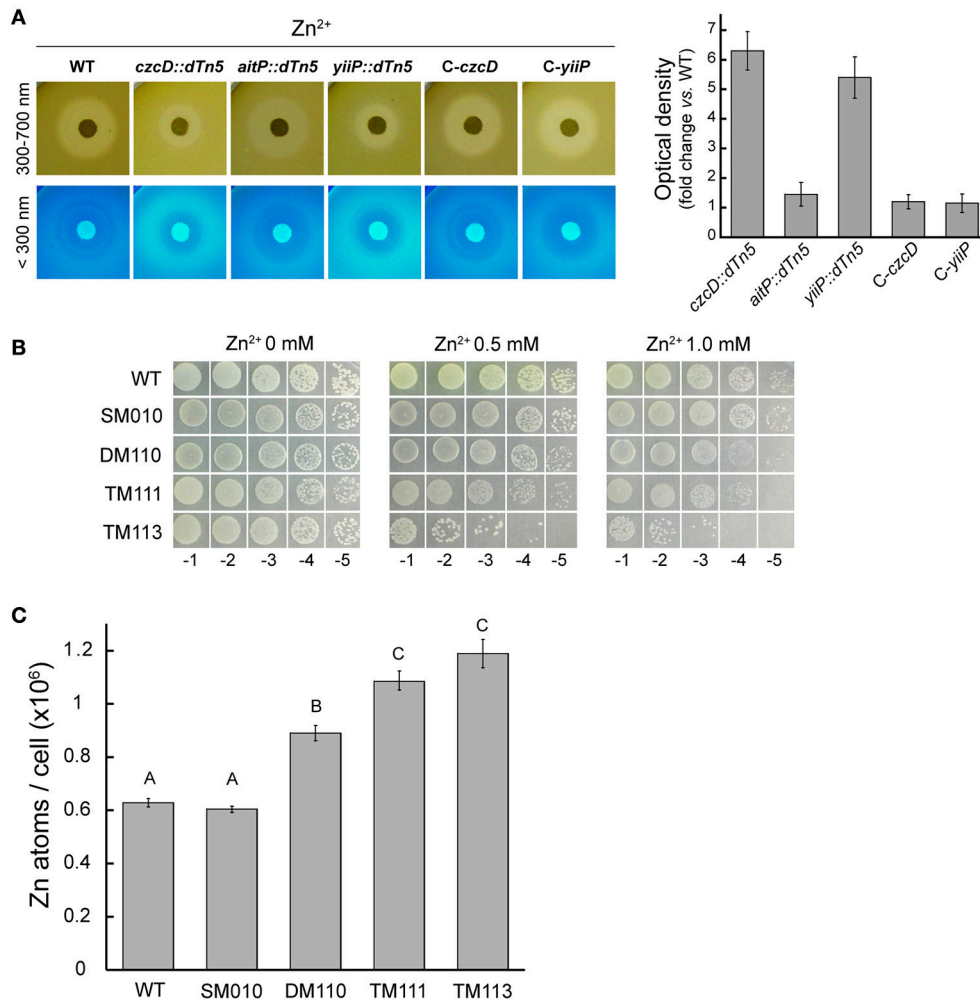 A
Zn²⁺
WT czcD::dTn5 aitP::dTn5 yiiP::dTn5 C-czcD C-yiiP
300-700 nm
< 300 nm
Optical density
(fold change vs. WT)
7
6
5
4
3
2
1
0
czcD::dTn5 aitP::dTn5 yiiP::dTn5 C-czcD C-yiiP
B
Zn²⁺ 0 mM Zn²⁺ 0.5 mM Zn²⁺ 1.0 mM
WT
SM010
DM110
TM111
TM113
-1 -2 -3 -4 -5 -1 -2 -3 -4 -5 -1 -2 -3 -4 -5
C
Zn atoms / cell (x10⁶)
1.2
1
0.8
0.6
0.4
0.2
0
A A B C C
WT SM010 DM110 TM111 TM113